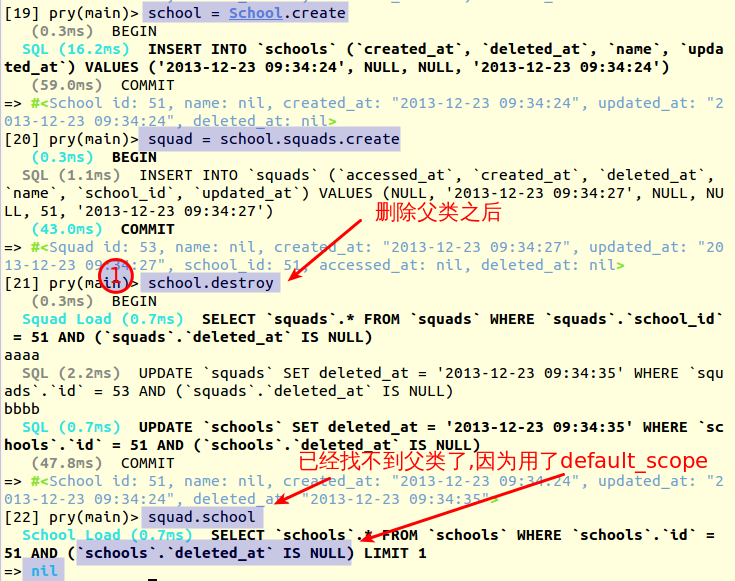 [19] pry(main)> school = School.create
(0.3ms)  BEGIN
SQL (16.2ms)  INSERT INTO `schools` (`created_at`, `deleted_at`, `name`, `upda
ted_at`) VALUES ('2013-12-23 09:34:24', NULL, NULL, '2013-12-23 09:34:24')
(59.0ms)  COMMIT
=> #<School id: 51, name: nil, created_at: "2013-12-23 09:34:24", updated_at: "2
013-12-23 09:34:24", deleted_at: nil>
[20] pry(main)> squad = school.squads.create
(0.3ms)  BEGIN
SQL (1.1ms)  INSERT INTO `squads` (`accessed_at`, `created_at`, `deleted_at`,
`name`, `school_id`, `updated_at`) VALUES (NULL, '2013-12-23 09:34:27', NULL, NU
LL, 51, '2013-12-23 09:34:27')
删除父类之后
(43.0ms)  COMMIT
=> #<Squad id: 53, name: nil, created_at: "2013-12-23 09:34:27", updated_at: "20
13-12-23 09:34:27", school_id: 51, accessed_at: nil, deleted_at: nil>
1
[21] pry(main)> school.destroy
(0.3ms)  BEGIN
Squad Load (0.7ms)  SELECT `squads`.* FROM `squads` WHERE `squads`.`school_id`
= 51 AND (`squads`.`deleted_at` IS NULL)
aaaa
SQL (2.2ms)  UPDATE `squads` SET deleted_at = '2013-12-23 09:34:35' WHERE `squ
ads`.`id` = 53 AND (`squads`.`deleted_at` IS NULL)
bbbb
SQL (0.7ms)  UPDATE `schools` SET deleted_at = '2013-12-23 09:34:35' WHERE `sc
hools`.`id` = 51 AND (`schools`.`deleted_at` IS NULL)
(47.8ms)  COMMIT
已经找不到父类了,因为用了default_scope
=> #<School id: 51, name: nil, created_at: "2013-12-23 09:34:24", updated_at: "2
013-12-23 09:34:24", deleted_at: "2013-12-23 09:34:35">
[22] pry(main)> squad.school
School Load (0.7ms)  SELECT `schools`.* FROM `schools` WHERE `schools`.`id` =
51 AND (`schools`.`deleted_at` IS NULL) LIMIT 1
=> nil